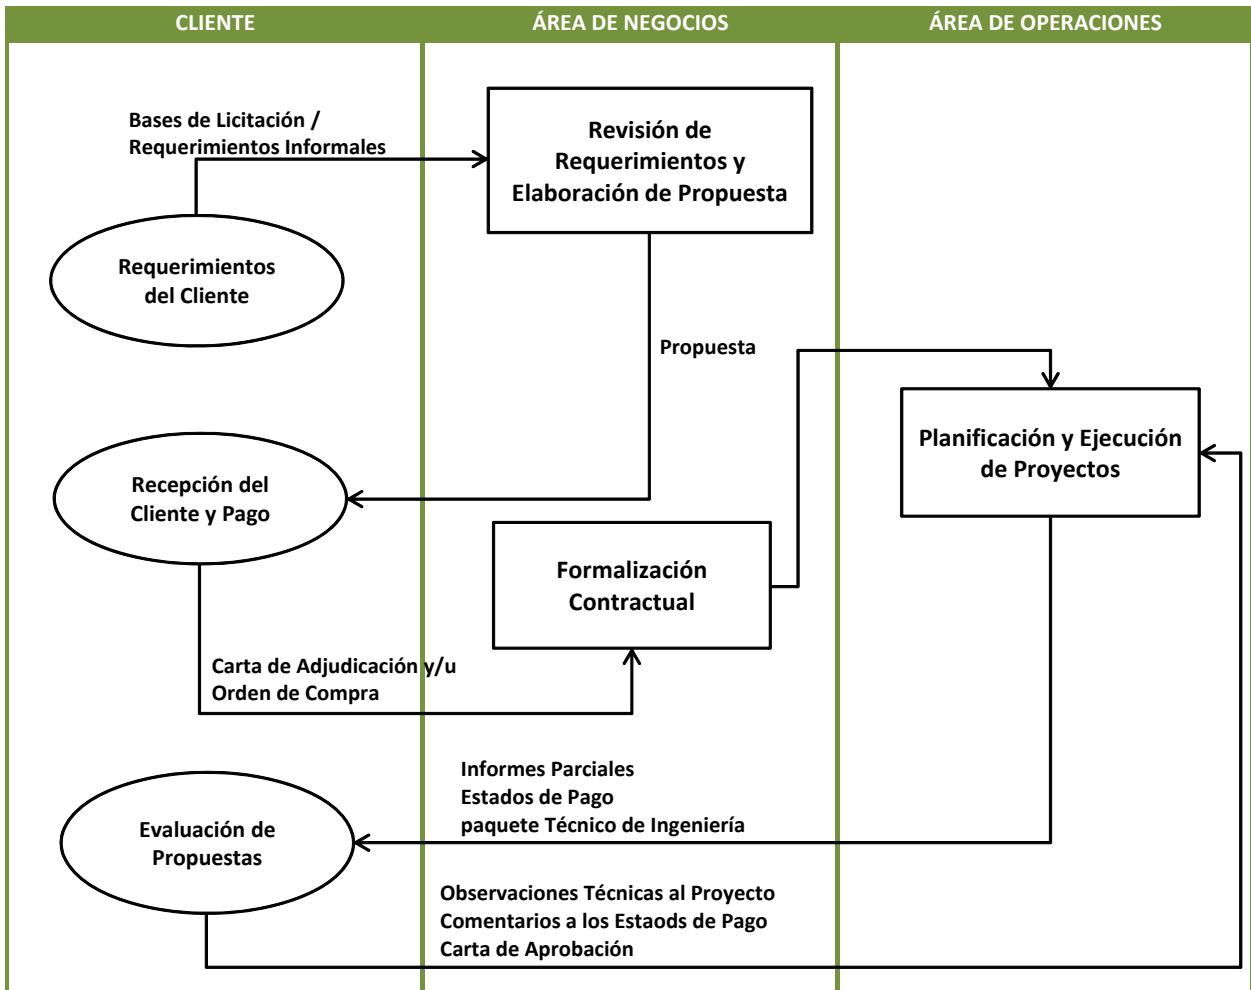 CLIENTE
ÁREA DE NEGOCIOS
ÁREA DE OPERACIONES
Bases de Licitación /
Requerimientos Informales
Revisión de
Requerimientos y
Elaboración de Propuesta
Requerimientos
del Cliente
Propuesta
Planificación y Ejecución
de Proyectos
Recepción del
Cliente y Pago
Formalización
Contractual
Carta de Adjudicación y/u
Orden de Compra
Informes Parciales
Estados de Pago
paquete Técnico de Ingeniería
Evaluación de
Propuestas
Observaciones Técnicas al Proyecto
Comentarios a los Estaods de Pago
Carta de Aprobación